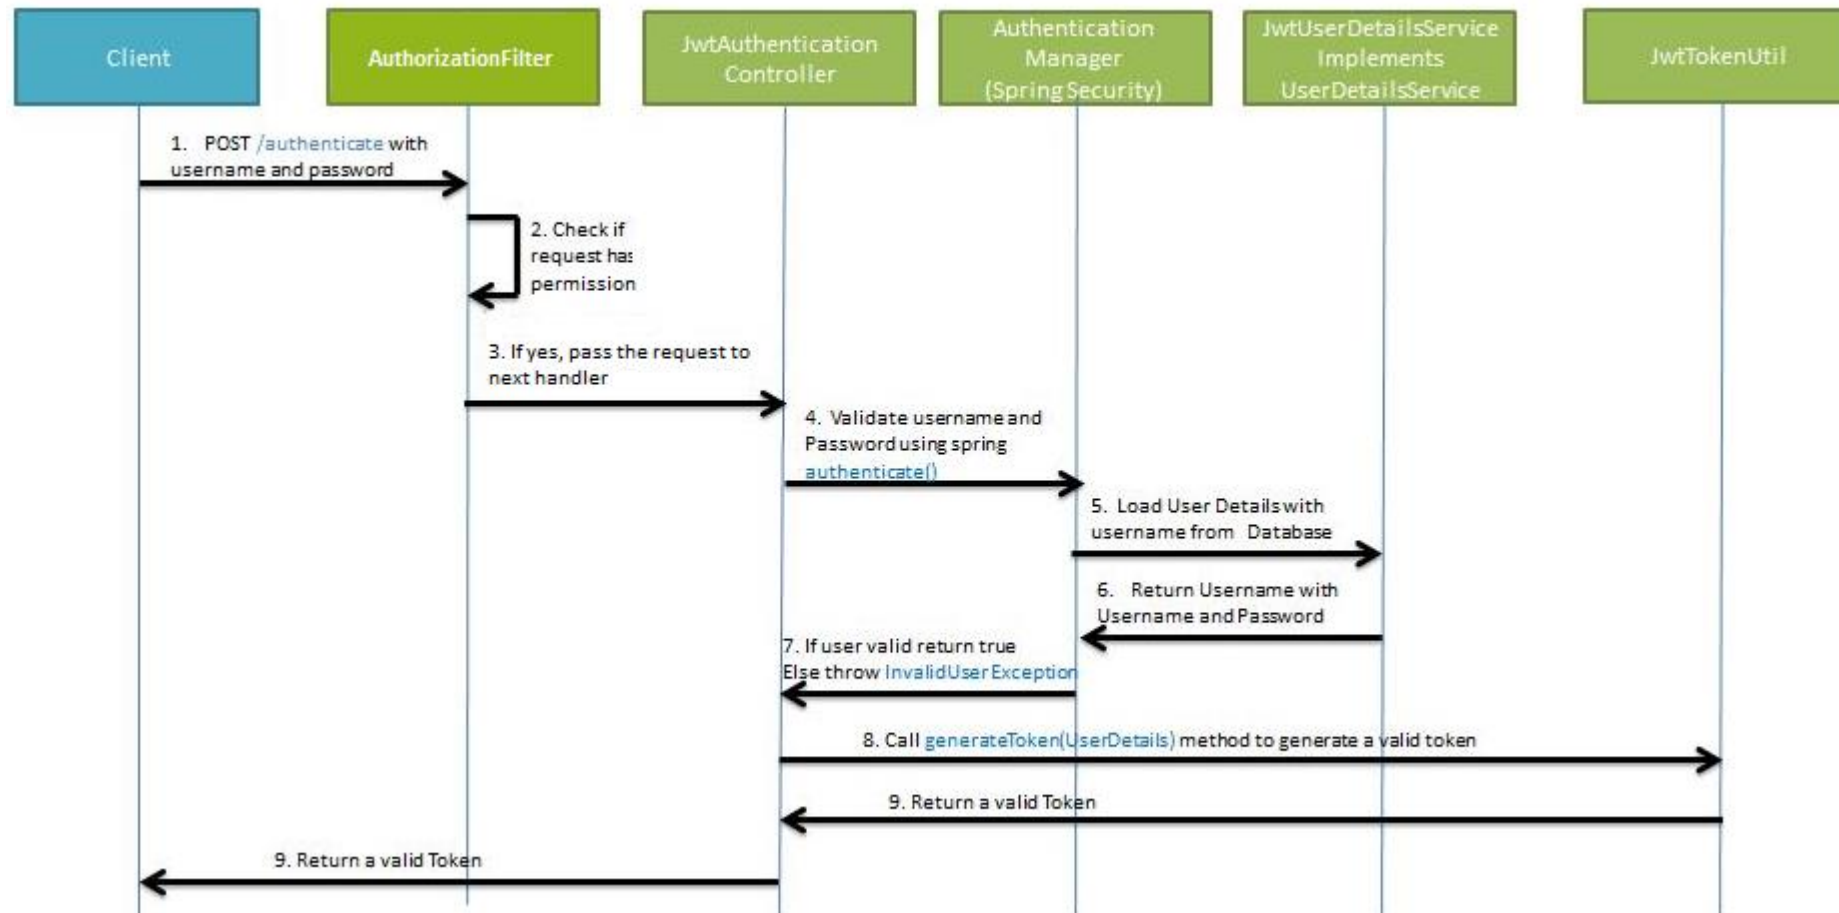 Client
AuthorizationFilter
JwtAuthentication
Controller
Authentication
Manager
(Spring Security)
JwtUserDetailsService
Implements
UserDetailsService
JwtTokenUtil
1. POST /authenticate with
username and password
2. Check if
request has
permission
3. If yes, pass the request to
next handler
4. Validate username and
Password using spring
authenticate()
5. Load User Details with
username from Database
6. Return Username with
Username and Password
7. If user valid return true
Else throw InvalidUserException
8. Call generateToken(UserDetails) method to generate a valid token
9. Return a valid Token
9. Return a valid Token